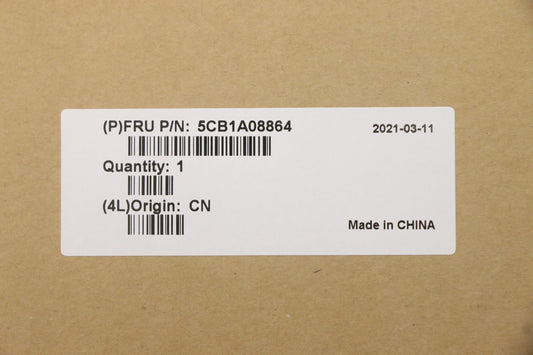 (P)FRU P/N: 5CB1A08864
2021-03-11
Quantity: 1
(4L)Origin: CN
Made in CHINA